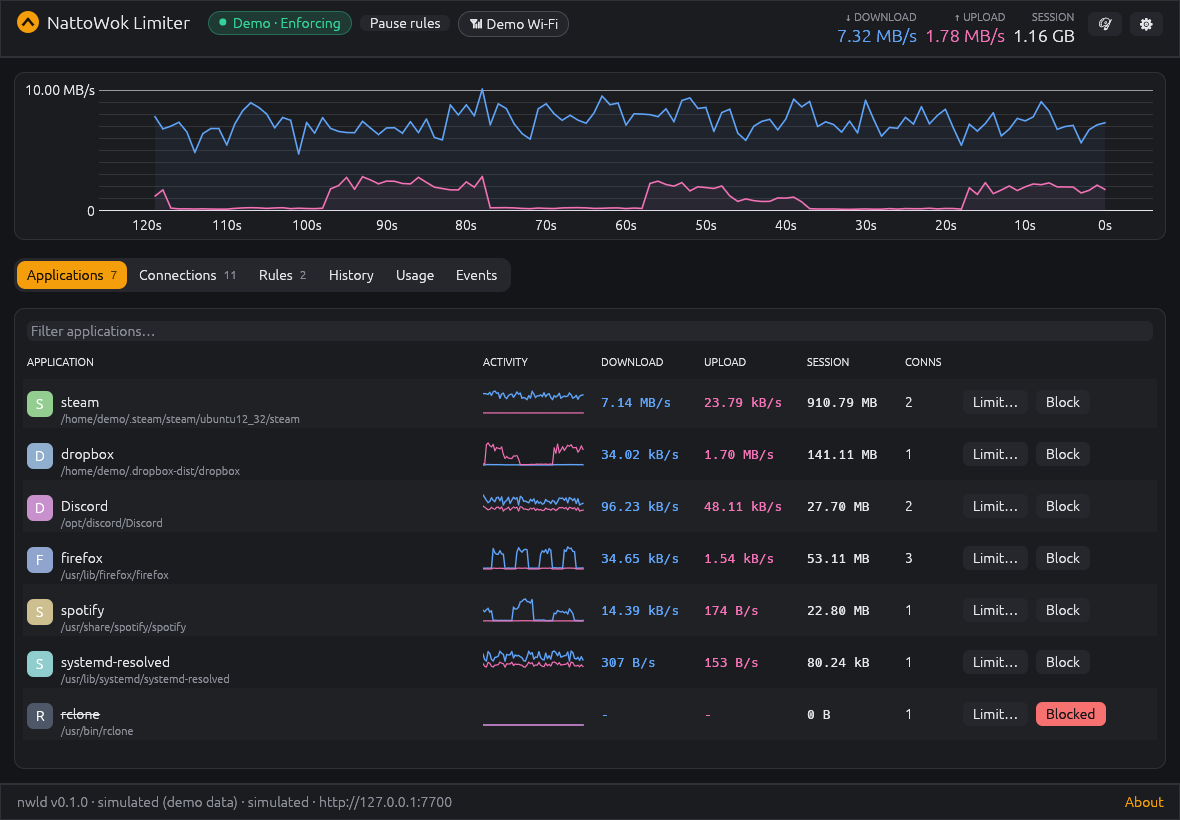 NattoWok Limiter
Demo · Enforcing
Pause rules
Demo Wi-Fi
↓ DOWNLOAD ↑ UPLOAD SESSION
7.32 MB/s 1.78 MB/s 1.16 GB
10.00 MB/s
0
120s 110s 100s 90s 80s 70s 60s 50s 40s 30s 20s 10s 0s
Applications 7 Connections 11 Rules 2 History Usage Events
Filter applications…
APPLICATION ACTIVITY DOWNLOAD UPLOAD SESSION CONNS
S steam 7.14 MB/s 23.79 kB/s 910.79 MB 2 Limit… Block
/home/demo/.steam/steam/ubuntu12_32/steam
D dropbox 34.02 kB/s 1.70 MB/s 141.11 MB 1 Limit… Block
/home/demo/.dropbox-dist/dropbox
D Discord 96.23 kB/s 48.11 kB/s 27.70 MB 2 Limit… Block
/opt/discord/Discord
F firefox 34.65 kB/s 1.54 kB/s 53.11 MB 3 Limit… Block
/usr/lib/firefox/firefox
S spotify 14.39 kB/s 174 B/s 22.80 MB 1 Limit… Block
/usr/share/spotify/spotify
S systemd-resolved 307 B/s 153 B/s 80.24 kB 1 Limit… Block
/usr/lib/systemd/systemd-resolved
R rclone - - 0 B 1 Limit… Blocked
/usr/bin/rclone
nwld v0.1.0 · simulated (demo data) · simulated · http://127.0.0.1:7700
About